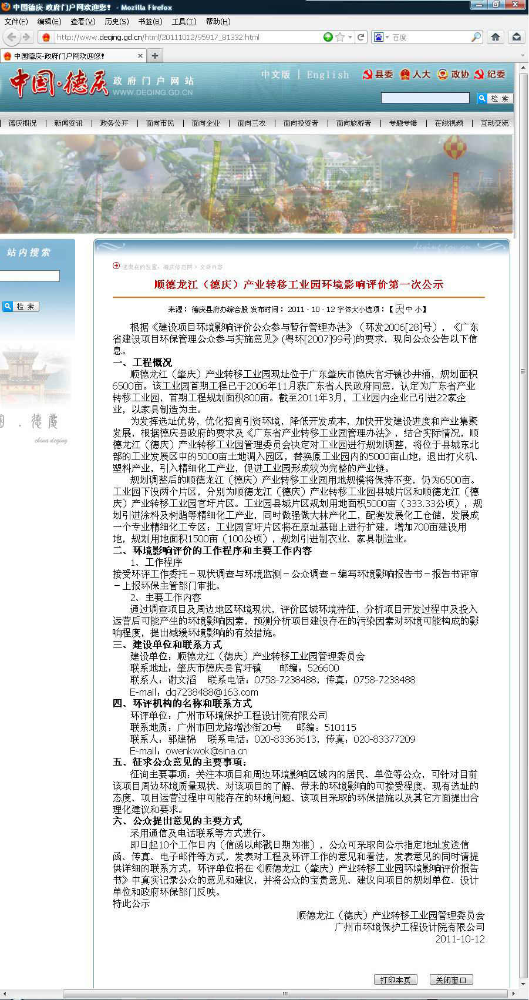 中国德庆-政府门户网欢迎您！ - Mozilla Firefox
文件(F) 编辑(E) 查看(V) 历史(S) 书签(B) 工具(T) 帮助(H)
http://www.deqing.gd.cn/html/20111012/95917_81332.html
百度
中国德庆-政府门户网欢迎您！
中国·德庆 政府门户网站
WWW.DEQING.GD.CN
中文版 | English 县委 人大 政协 纪委
检 索
德庆概况 | 新闻资讯 | 政务公开 | 面向市民 | 面向企业 | 面向三农 | 面向投资者 | 面向旅游者 | 专题专辑 | 在线视频 | 互动交流
站内搜索
检 索
德慶
china deqing
deqing.gov.cn
您现在的位置：德庆信息网 > 文章内容
顺德龙江（德庆）产业转移工业园环境影响评价第一次公示
来源： 德庆县府办综合股 发布时间： 2011 - 10 - 12 字体大小选项：【 大 中 小】
根据《建设项目环境影响评价公众参与暂行管理办法》（环发2006[28]号），《广东
省建设项目环保管理公众参与实施意见》(粤环[2007]99号)的要求，现向公众公告以下信
息。
一、工程概况
顺德龙江（肇庆）产业转移工业园现址位于广东肇庆市德庆官圩镇沙井涌，规划面积
6500亩。该工业园首期工程已于2006年11月获广东省人民政府同意，认定为广东省产业
转移工业园，首期工程规划面积800亩。截至2011年3月，工业园内企业已引进22家企
业，以家具制造为主。
为发挥选址优势，优化招商引资环境，降低开发成本，加快开发建设进度和产业集聚
发展，根据德庆县政府的要求及《广东省产业转移工业园管理办法》，结合实际情况，顺
德龙江（德庆）产业转移工业园管理委员会决定对工业园进行规划调整，将位于县城东北
部的工业发展区中的5000亩土地调入园区，替换原工业园内的5000亩山地，退出打火机、
塑料产业，引入精细化工产业，促进工业园形成较为完整的产业链。
规划调整后的顺德龙江（德庆）产业转移工业园用地规模将保持不变，仍为6500亩。
工业园下设两个片区，分别为顺德龙江（德庆）产业转移工业园县城片区和顺德龙江（德
庆）产业转移工业园官圩片区。工业园县城片区规划用地面积5000亩（333.33公顷），规
划引进涂料及树脂等精细化工产业，同时做强做大林产化工，配套发展化工仓储，发展成
一个专业精细化工专区；工业园官圩片区将在原址基础上进行扩建，增加700亩建设用
地，规划用地面积1500亩（100公顷），规划引进制衣业、家具制造业。
二、环境影响评价的工作程序和主要工作内容
1、工作程序
接受环评工作委托－现状调查与环境监测－公众调查－编写环境影响报告书－报告书评审
－上报环保主管部门审批。
2、主要工作内容
通过调查项目及周边地区环境现状，评价区域环境特征，分析项目开发过程中及投入
运营后可能产生的环境影响因素，预测分析项目建设存在的污染因素对环境可能构成的影
响程度，提出减缓环境影响的有效措施。
三、建设单位和联系方式
建设单位：顺德龙江（德庆）产业转移工业园管理委员会
联系地址：肇庆市德庆县官圩镇 邮编：526600
联系人：谢文滔 联系电话：0758-7238488，传真：0758-7238488
E-mail：dq7238488@163.com
四、环评机构的名称和联系方式
环评单位：广州市环境保护工程设计院有限公司
联系地质：广州市回龙路增沙街20号 邮编：510115
联系人：郭建棉 联系电话：020-83363613，传真：020-83377209
E-mail：owenkwok@sina.cn
五、征求公众意见的主要事项；
征询主要事项：关注本项目和周边环境影响区域内的居民、单位等公众，可针对目前
该项目周边环境质量现状、对该项目的了解、带来的环境影响的可接受程度、现有选址的
态度、项目运营过程中可能存在的环境问题、该项目采取的环保措施以及其它方面提出合
理化建议和要求。
六、公众提出意见的主要方式
采用通信及电话联系等方式进行。
即日起10个工作日内（信函以邮戳日期为准），公众可采取向公示指定地址发送信
函、传真、电子邮件等方式，发表对工程及环评工作的意见和看法，发表意见的同时请提
供详细的联系方式，环评单位将在《顺德龙江（肇庆）产业转移工业园环境影响评价报告
书》中真实记录公众的意见和建议，并将公众的宝贵意见、建议向项目的规划单位、设计
单位和政府环保部门反映。
特此公示
顺德龙江（德庆）产业转移工业园管理委员会
广州市环境保护工程设计院有限公司
2011-10-12
打印本页 关闭窗口